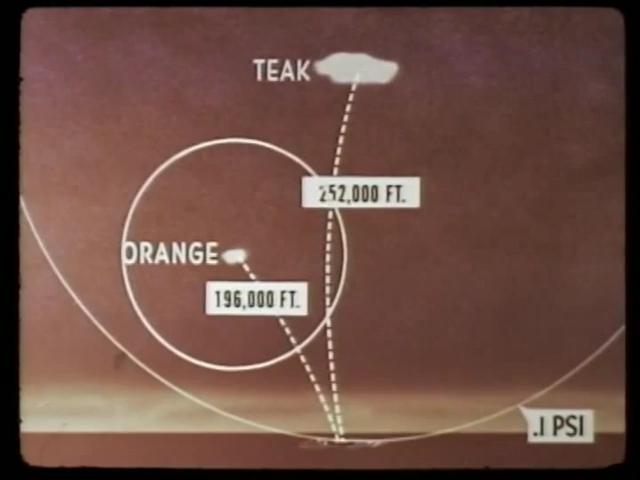 TEAK
252,000 FT.
ORANGE
196,000 FT.
.1 PSI